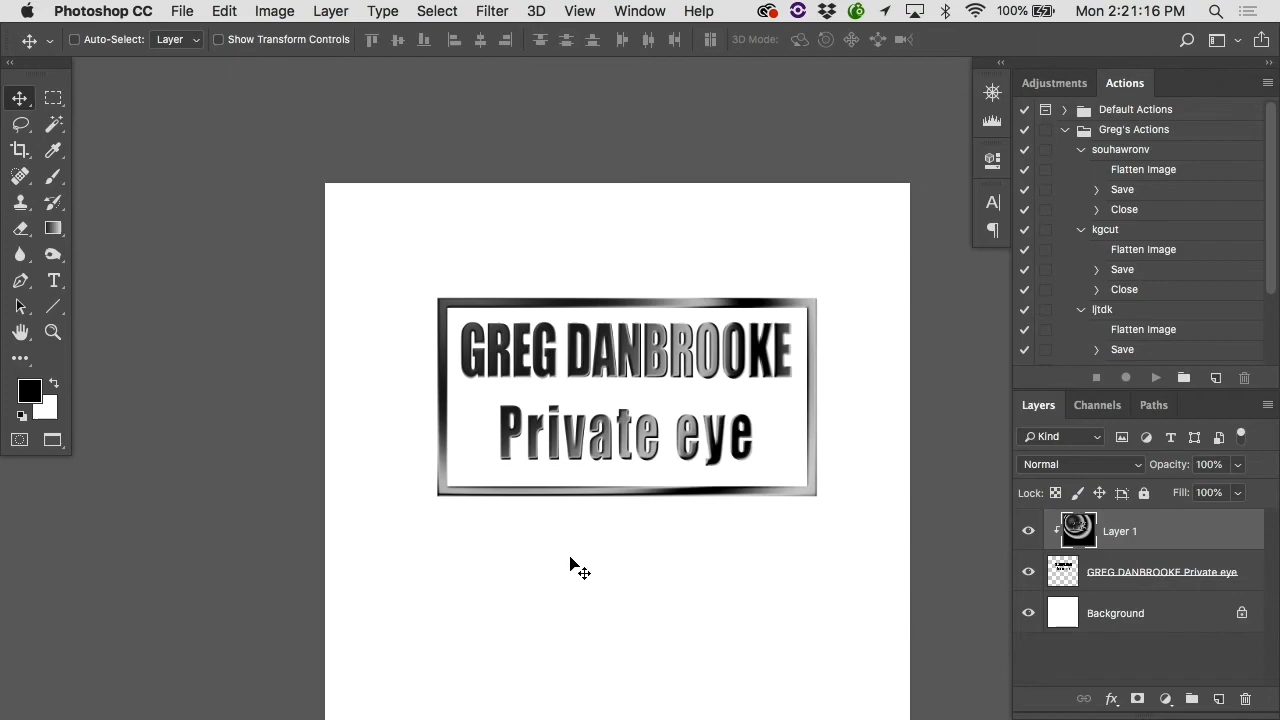 Photoshop CC File Edit Image Layer Type Select Filter 3D View Window Help 100% Mon 2:21:16 PM
Auto-Select: Layer Show Transform Controls 3D Mode:
Adjustments Actions
Default Actions
Greg's Actions
souhawronv
Flatten Image
Save
Close
kgcut
Flatten Image
Save
Close
ljtdk
Flatten Image
Save
GREG DANBROOKE
Private eye
Layers Channels Paths
Kind
Normal Opacity: 100%
Lock: Fill: 100%
Layer 1
GREG DANBROOKE Private eye
Background